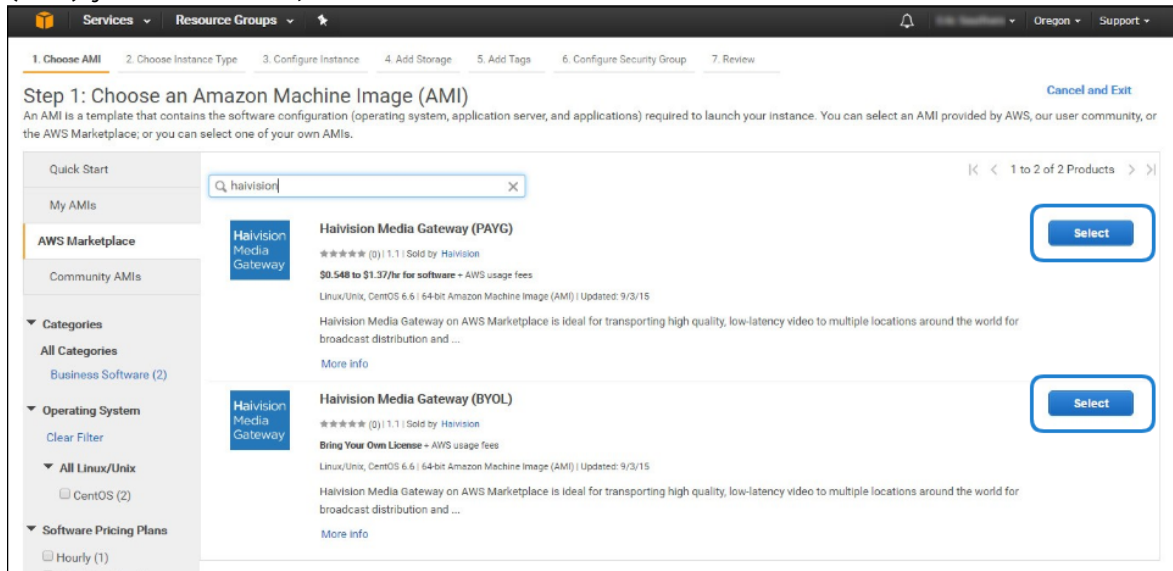 Services Resource Groups Oregon Support
1. Choose AMI 2. Choose Instance Type 3. Configure Instance 4. Add Storage 5. Add Tags 6. Configure Security Group 7. Review
Step 1: Choose an Amazon Machine Image (AMI)
Cancel and Exit
An AMI is a template that contains the software configuration (operating system, application server, and applications) required to launch your instance. You can select an AMI provided by AWS, our user community, or
the AWS Marketplace; or you can select one of your own AMIs.
Quick Start
My AMIs
AWS Marketplace
Community AMIs
Categories
All Categories
Business Software (2)
Operating System
Clear Filter
All Linux/Unix
CentOS (2)
Software Pricing Plans
Hourly (1)
haivision
1 to 2 of 2 Products
Haivision
Media
Gateway
Haivision Media Gateway (PAYG)
(0) | 1.1 | Sold by Haivision
$0.548 to $1.37/hr for software + AWS usage fees
Linux/Unix, CentOS 6.6 | 64-bit Amazon Machine Image (AMI) | Updated: 9/3/15
Haivision Media Gateway on AWS Marketplace is ideal for transporting high quality, low-latency video to multiple locations around the world for
broadcast distribution and ...
More info
Select
Haivision
Media
Gateway
Haivision Media Gateway (BYOL)
(0) | 1.1 | Sold by Haivision
Bring Your Own License + AWS usage fees
Linux/Unix, CentOS 6.6 | 64-bit Amazon Machine Image (AMI) | Updated: 9/3/15
Haivision Media Gateway on AWS Marketplace is ideal for transporting high quality, low-latency video to multiple locations around the world for
broadcast distribution and ...
More info
Select